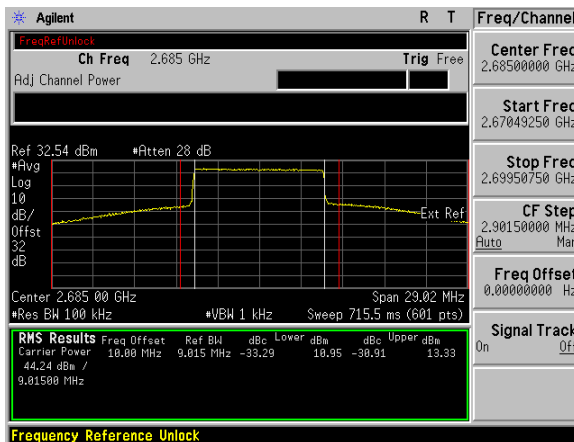 Agilent R T
FreqRefUnlock
Ch Freq 2.685 GHz Trig Free
Adj Channel Power
Ref 32.54 dBm #Atten 28 dB
#Avg
Log
10
dB/
Offst
32
dB
Ext Ref
Center 2.685 00 GHz Span 29.02 MHz
#Res BW 100 kHz #VBW 1 kHz Sweep 715.5 ms (601 pts)
RMS Results Freq Offset Ref BW dBc Lower dBm dBc Upper dBm
Carrier Power 10.00 MHz 9.015 MHz -33.29 10.95 -30.91 13.33
44.24 dBm /
9.01500 MHz
Frequency Reference Unlock
Freq/Channel
Center Freq
2.68500000 GHz
Start Freq
2.67049250 GHz
Stop Freq
2.69950750 GHz
CF Step
2.90150000 MHz
Auto Man
Freq Offset
0.00000000 Hz
Signal Track
On Off